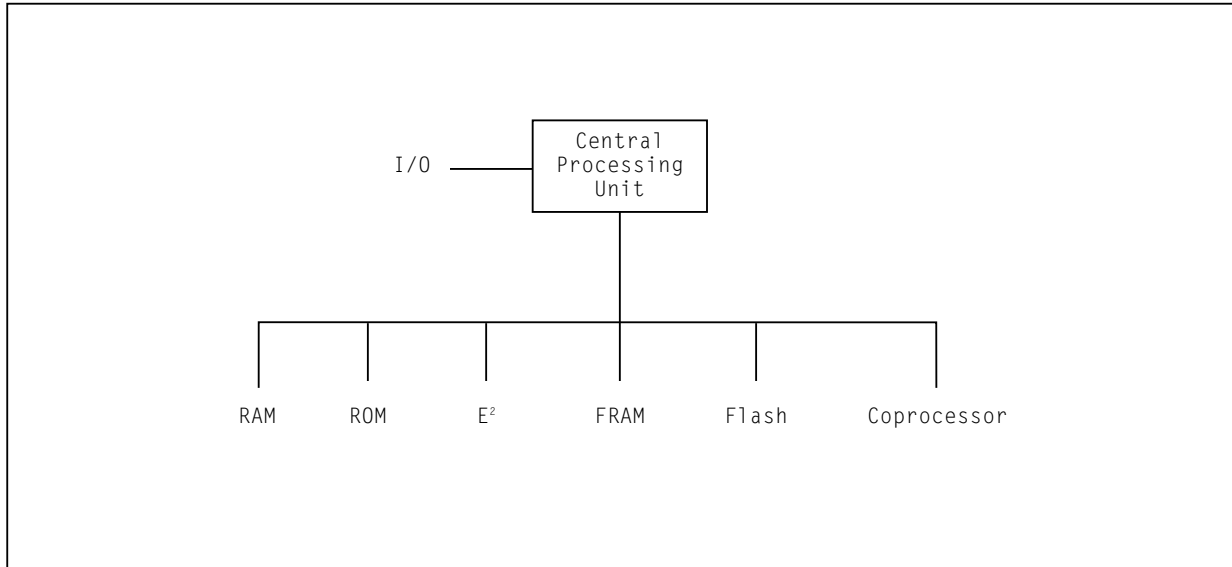 Central
Processing
Unit
I/O
RAM ROM E² FRAM Flash Coprocessor